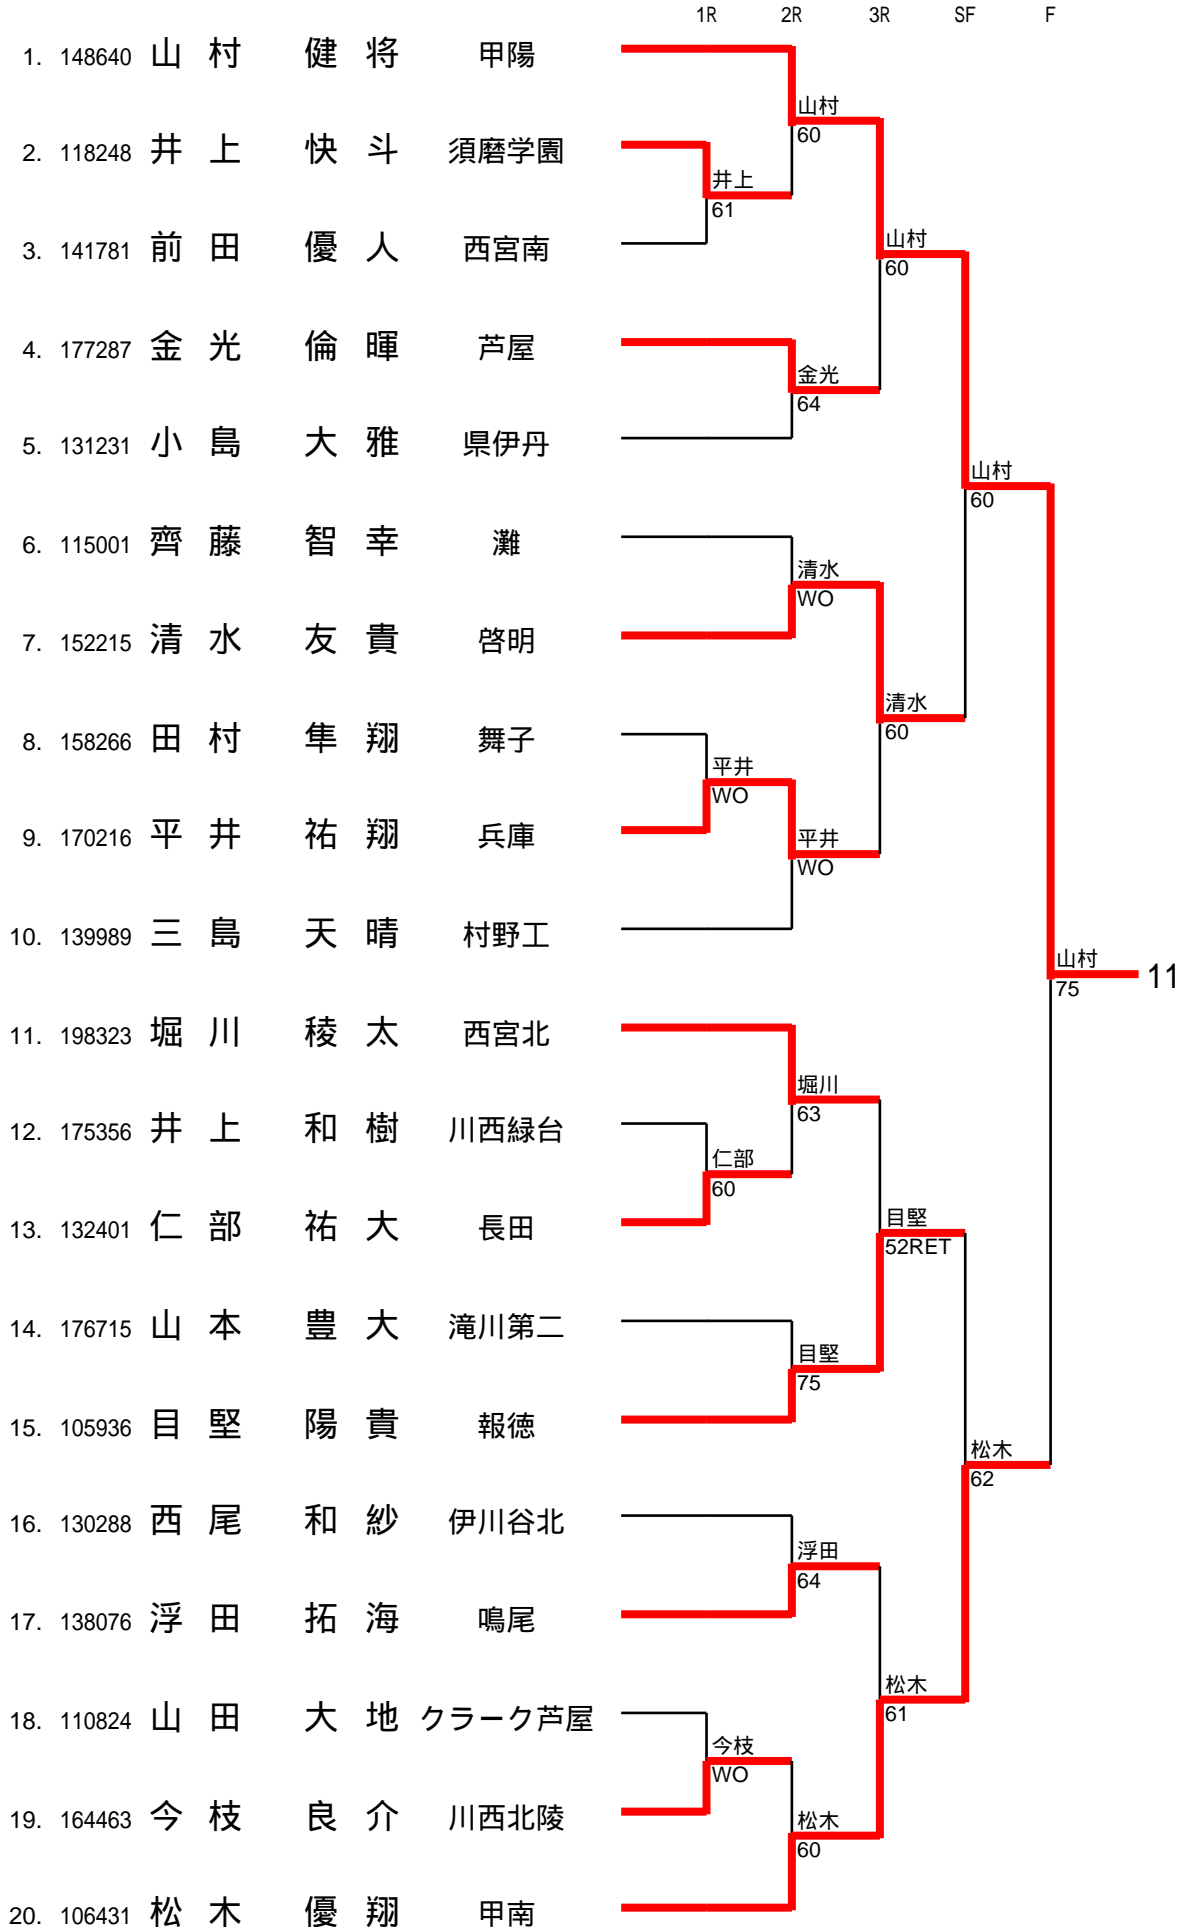 1R 2R 3R SF F
1. 148640 山村 健将 甲陽
山村
60
2. 118248 井上 快斗 須磨学園
井上
61
3. 141781 前田 優人 西宮南
山村
60
4. 177287 金光 倫暉 芦屋
金光
64
5. 131231 小島 大雅 県伊丹
山村
60
6. 115001 齊藤 智幸 灘
清水
WO
7. 152215 清水 友貴 啓明
清水
60
8. 158266 田村 隼翔 舞子
平井
WO
9. 170216 平井 祐翔 兵庫
平井
WO
10. 139989 三島 天晴 村野工
山村
75
11
11. 198323 堀川 稜太 西宮北
堀川
63
12. 175356 井上 和樹 川西緑台
仁部
60
13. 132401 仁部 祐大 長田
目堅
52RET
14. 176715 山本 豊大 滝川第二
目堅
75
15. 105936 目堅 陽貴 報徳
松木
62
16. 130288 西尾 和紗 伊川谷北
浮田
64
17. 138076 浮田 拓海 鳴尾
松木
61
18. 110824 山田 大地 クラーク芦屋
今枝
WO
19. 164463 今枝 良介 川西北陵
松木
60
20. 106431 松木 優翔 甲南